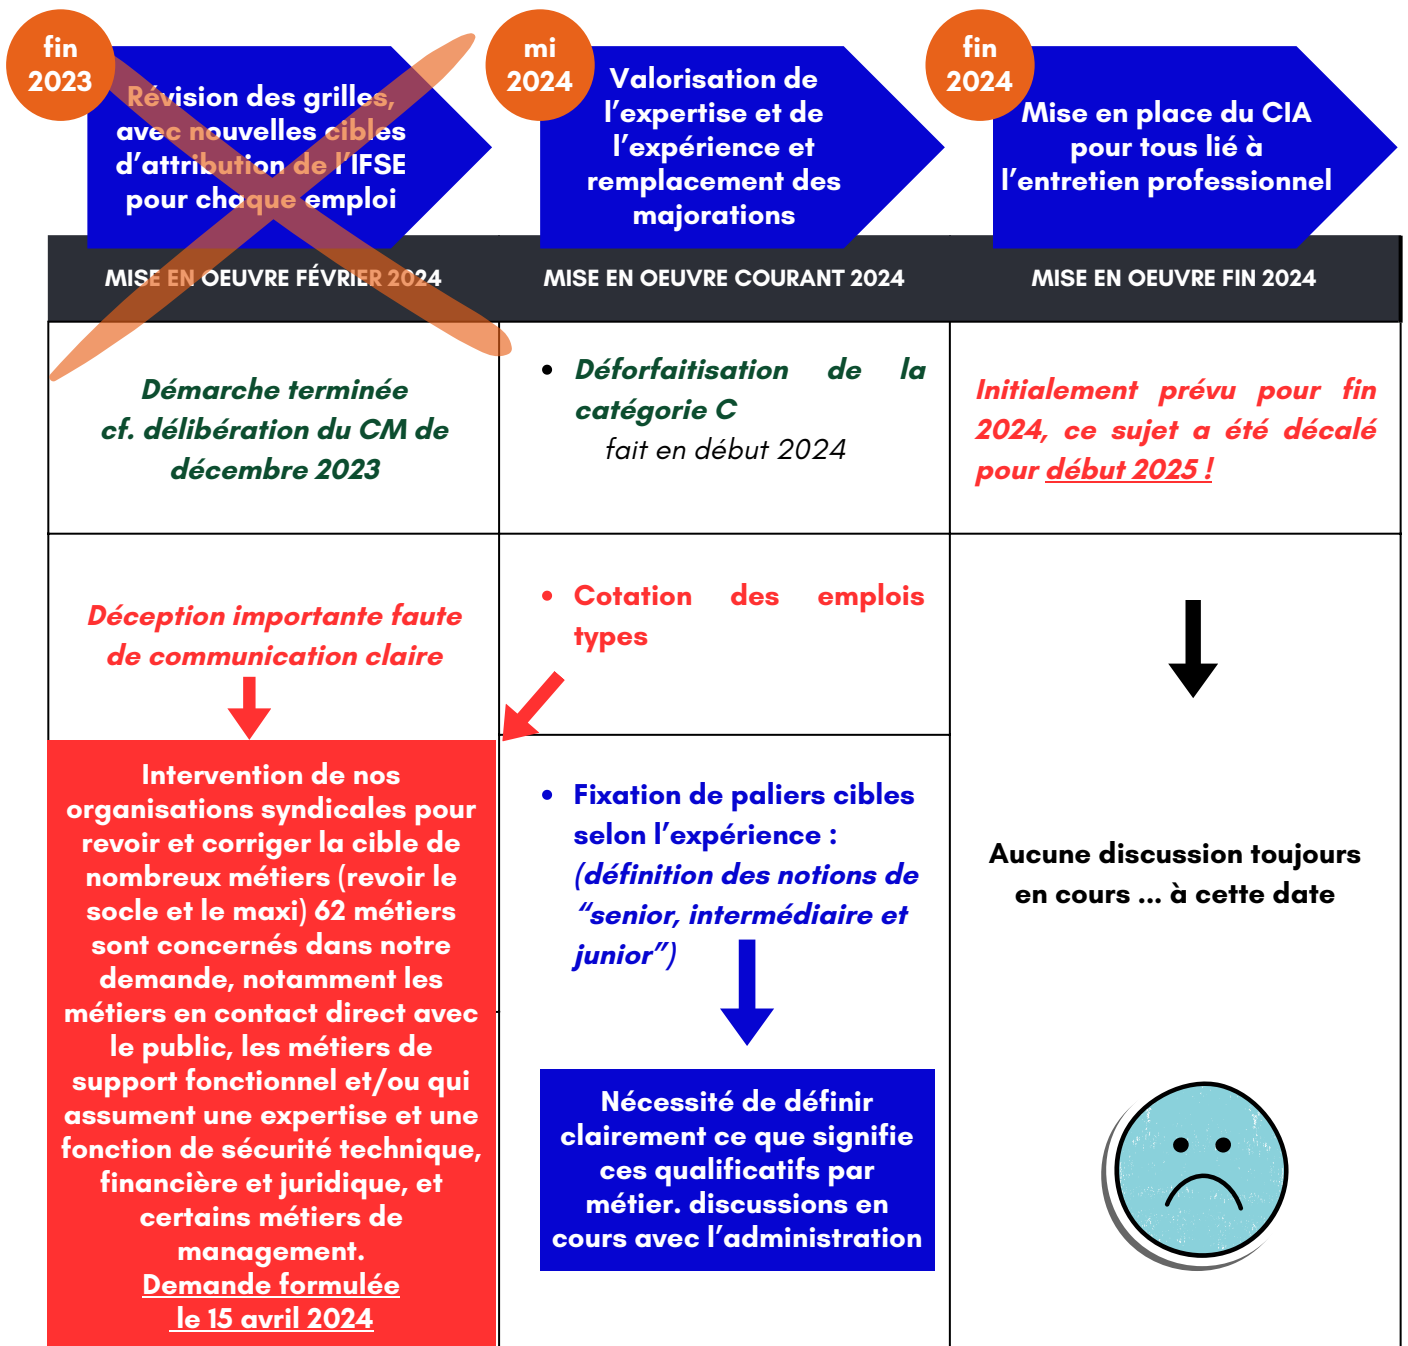 fin
2023
Révision des grilles,
avec nouvelles cibles
d'attribution de l'IFSE
pour chaque emploi
mi
2024
Valorisation de
l'expertise et de
l'expérience et
remplacement des
majorations
fin
2024
Mise en place du CIA
pour tous lié à
l'entretien professionnel
MISE EN OEUVRE FÉVRIER 2024
MISE EN OEUVRE COURANT 2024
MISE EN OEUVRE FIN 2024
Démarche terminée
cf. délibération du CM de
décembre 2023
• Déforfaitisation de la
catégorie C
fait en début 2024
Initialement prévu pour fin
2024, ce sujet a été décalé
pour début 2025 !
Déception importante faute
de communication claire
Intervention de nos
organisations syndicales pour
revoir et corriger la cible de
nombreux métiers (revoir le
socle et le maxi) 62 métiers
sont concernés dans notre
demande, notamment les
métiers en contact direct avec
le public, les métiers de
support fonctionnel et/ou qui
assument une expertise et une
fonction de sécurité technique,
financière et juridique, et
certains métiers de
management.
Demande formulée
le 15 avril 2024
• Cotation des emplois
types
• Fixation de paliers cibles
selon l'expérience :
(définition des notions de
"senior, intermédiaire et
junior")
Nécessité de définir
clairement ce que signifie
ces qualificatifs par
métier. discussions en
cours avec l'administration
Aucune discussion toujours
en cours ... à cette date